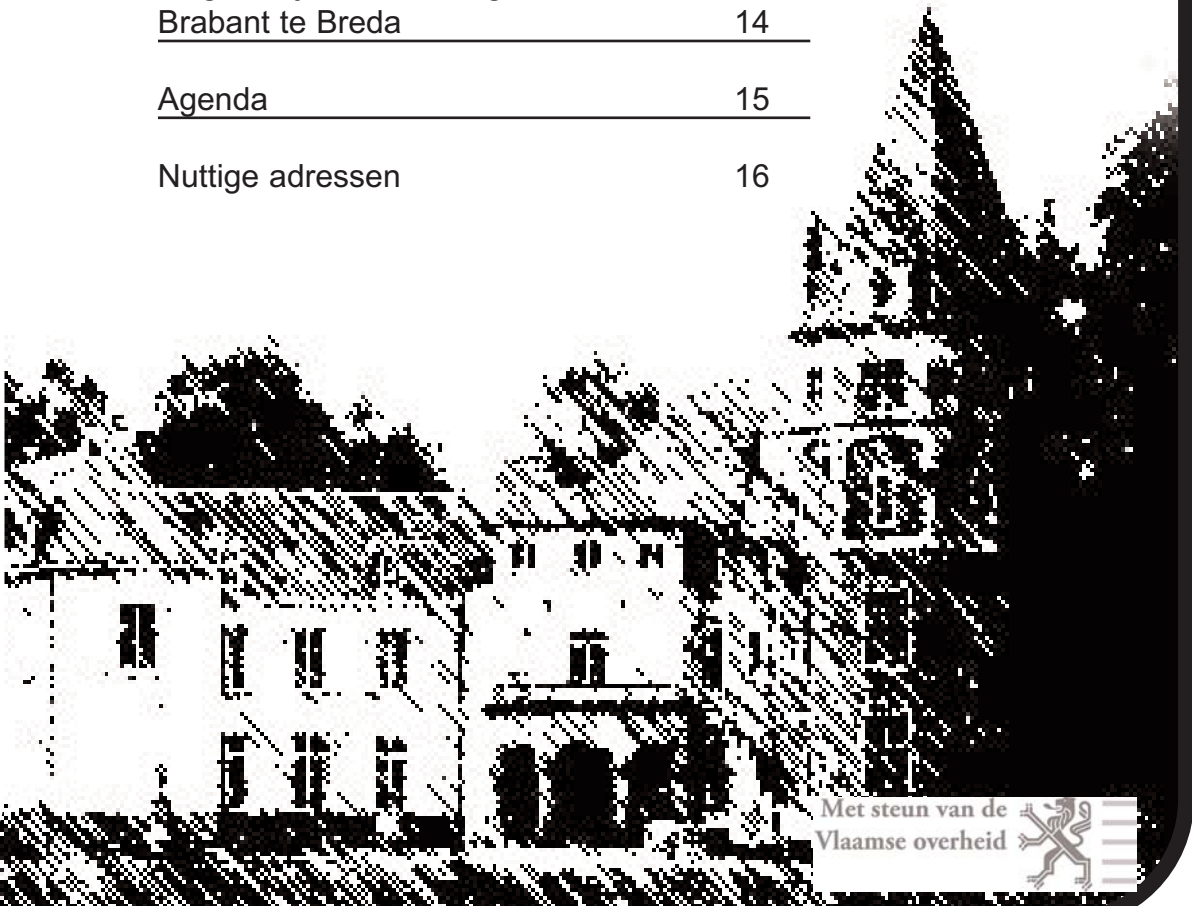 Brabant te Breda 14
Agenda 15
Nuttige adressen 16
Met steun van de
Vlaamse overheid